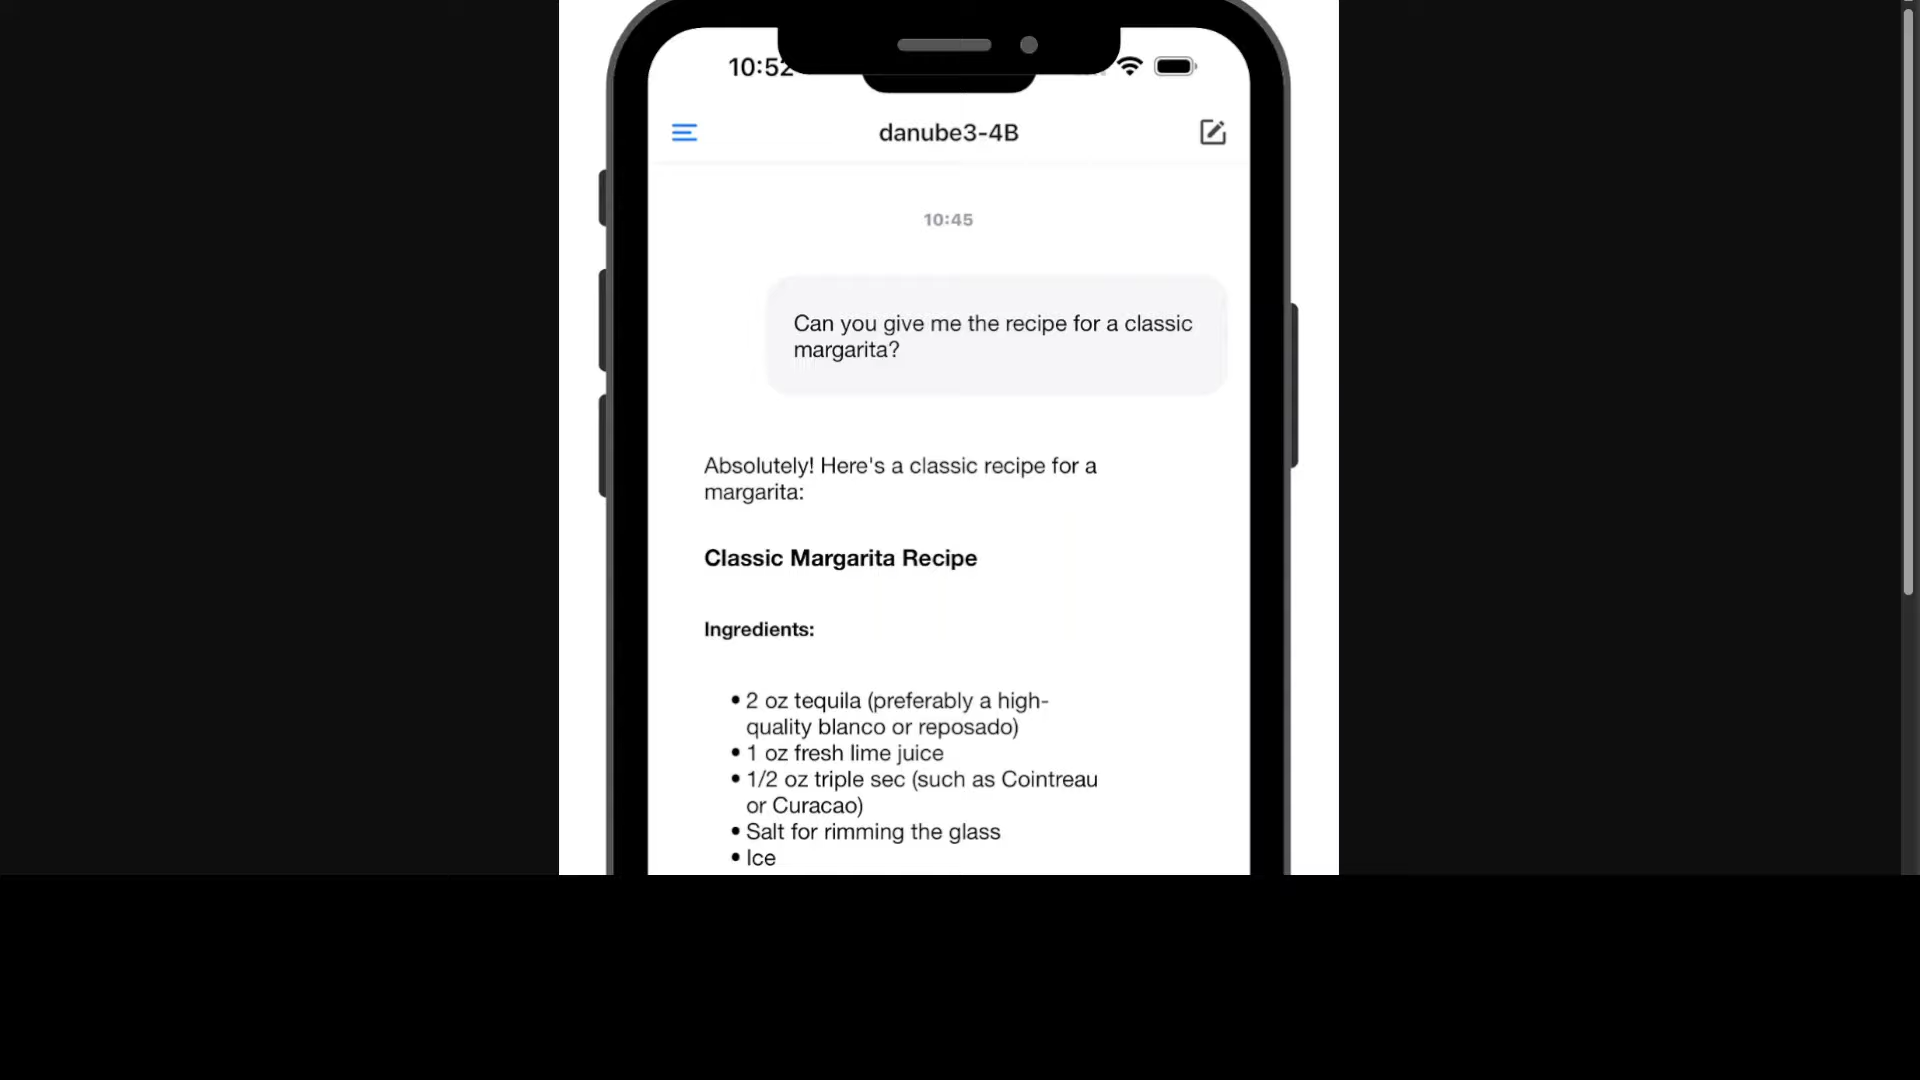 10:52
danube3-4B
10:45
Can you give me the recipe for a classic
margarita?
Absolutely! Here's a classic recipe for a
margarita:
Classic Margarita Recipe
Ingredients:
• 2 oz tequila (preferably a high-
quality blanco or reposado)
• 1 oz fresh lime juice
• 1/2 oz triple sec (such as Cointreau
or Curacao)
• Salt for rimming the glass
• Ice